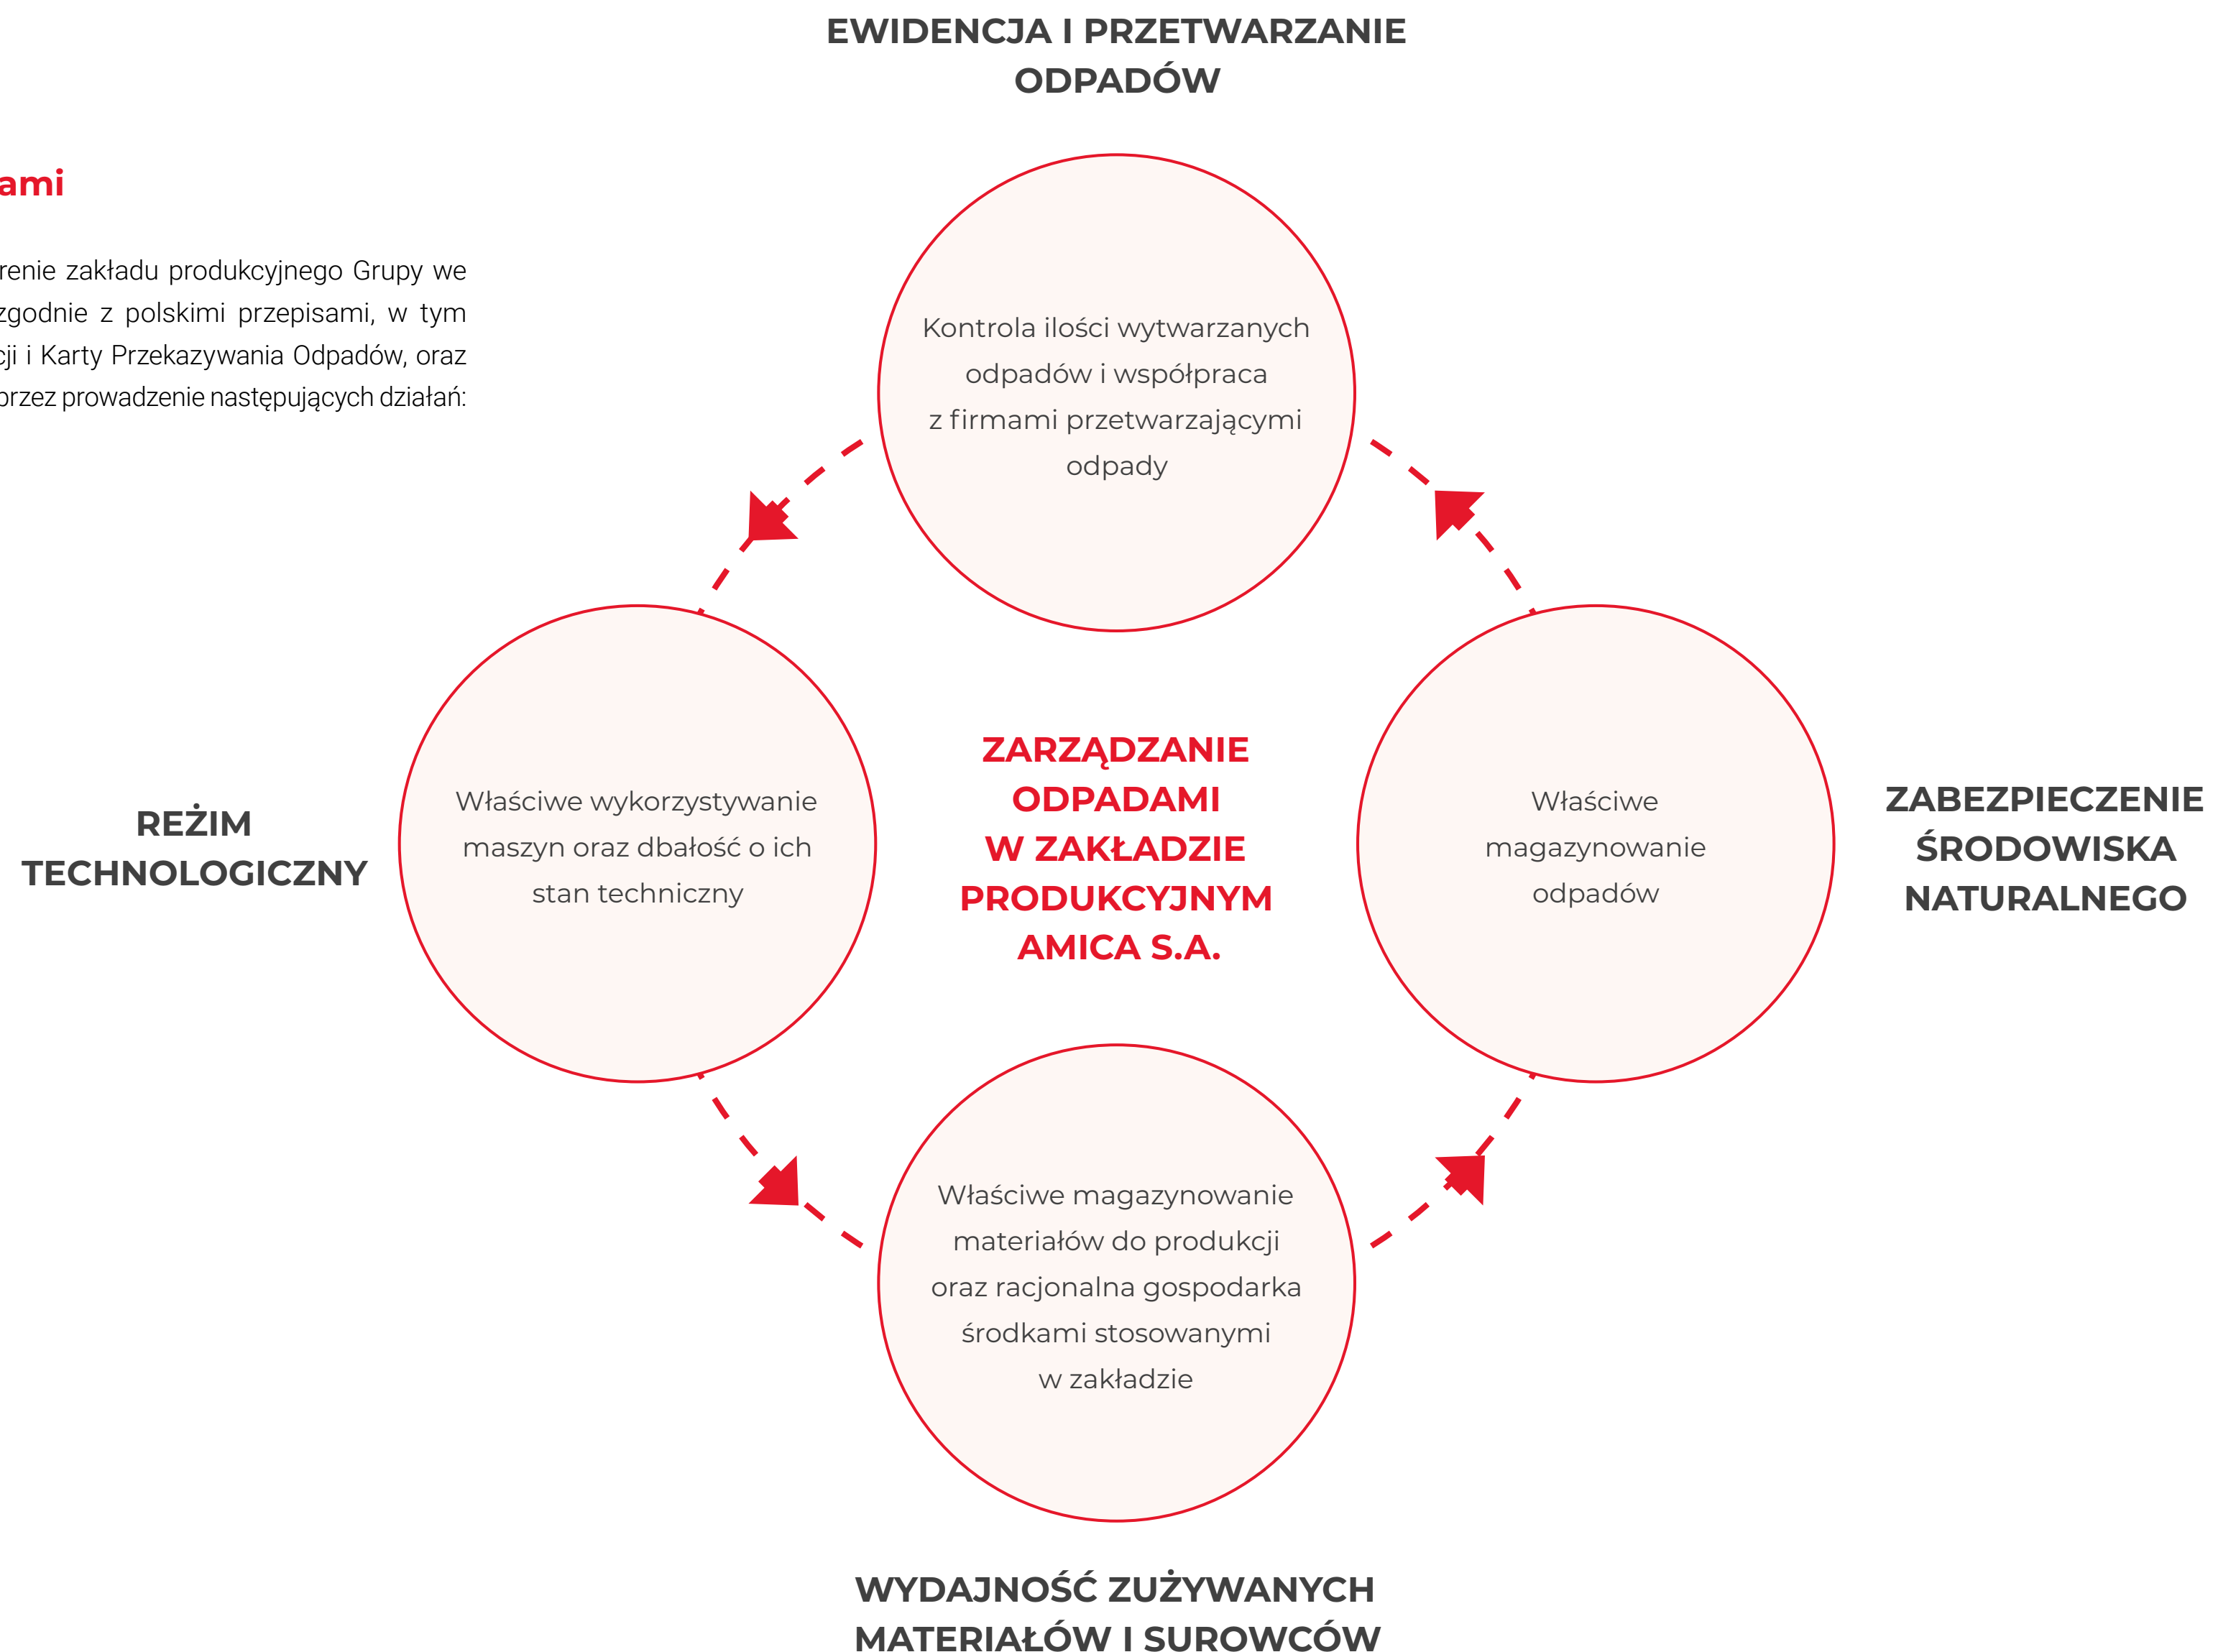 EWIDENCJA I PRZETWARZANIE
ODPADÓW
ami
renie zakładu produkcyjnego Grupy we
zgodnie z polskimi przepisami, w tym
cji i Karty Przekazywania Odpadów, oraz
przez prowadzenie następujących działań:
Kontrola ilości wytwarzanych
odpadów i współpraca
z firmami przetwarzającymi
odpady
REŻIM
TECHNOLOGICZNY
Właściwe wykorzystywanie
maszyn oraz dbałość o ich
stan techniczny
ZARZĄDZANIE
ODPADAMI
W ZAKŁADZIE
PRODUKCYJNYM
AMICA S.A.
Właściwe
magazynowanie
odpadów
ZABEZPIECZENIE
ŚRODOWISKA
NATURALNEGO
Właściwe magazynowanie
materiałów do produkcji
oraz racjonalna gospodarka
środkami stosowanymi
w zakładzie
WYDAJNOŚĆ ZUŻYWANYCH
MATERIAŁÓW I SUROWCÓW